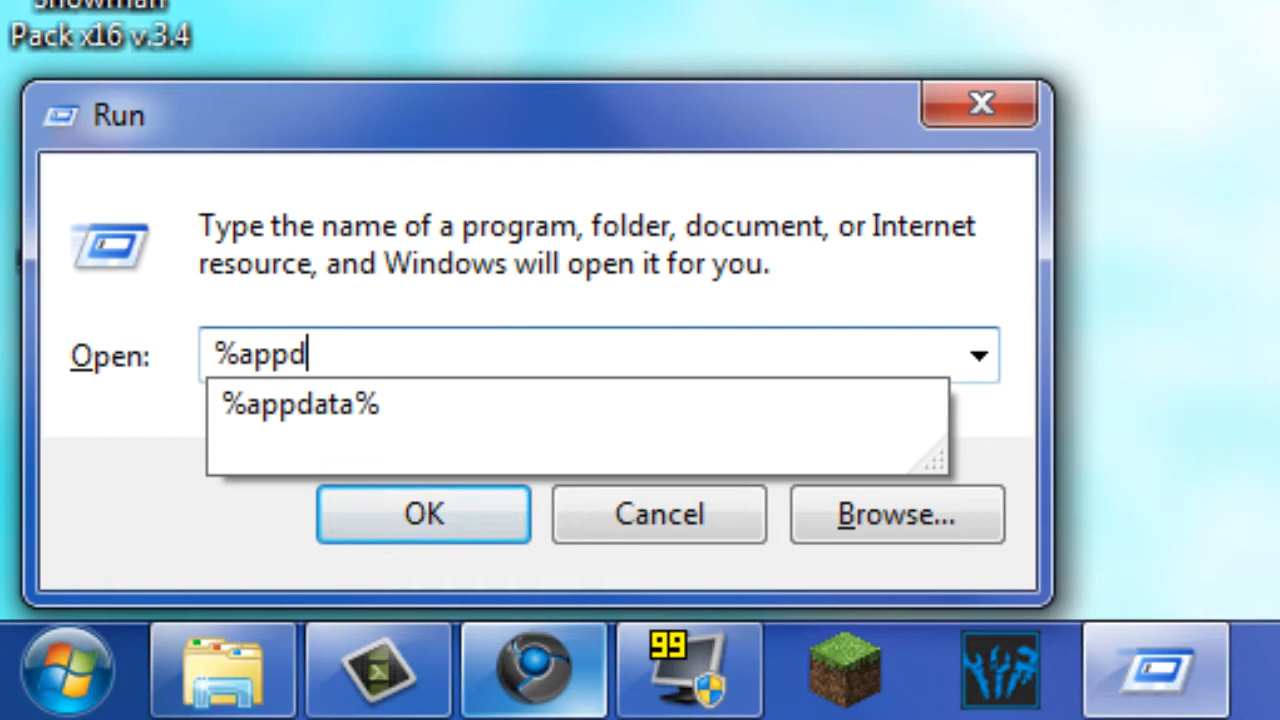 Snowman
Pack x16 v.3.4
Run
Type the name of a program, folder, document, or Internet
resource, and Windows will open it for you.
Open:
%appd
%appdata%
OK
Cancel
Browse...
99